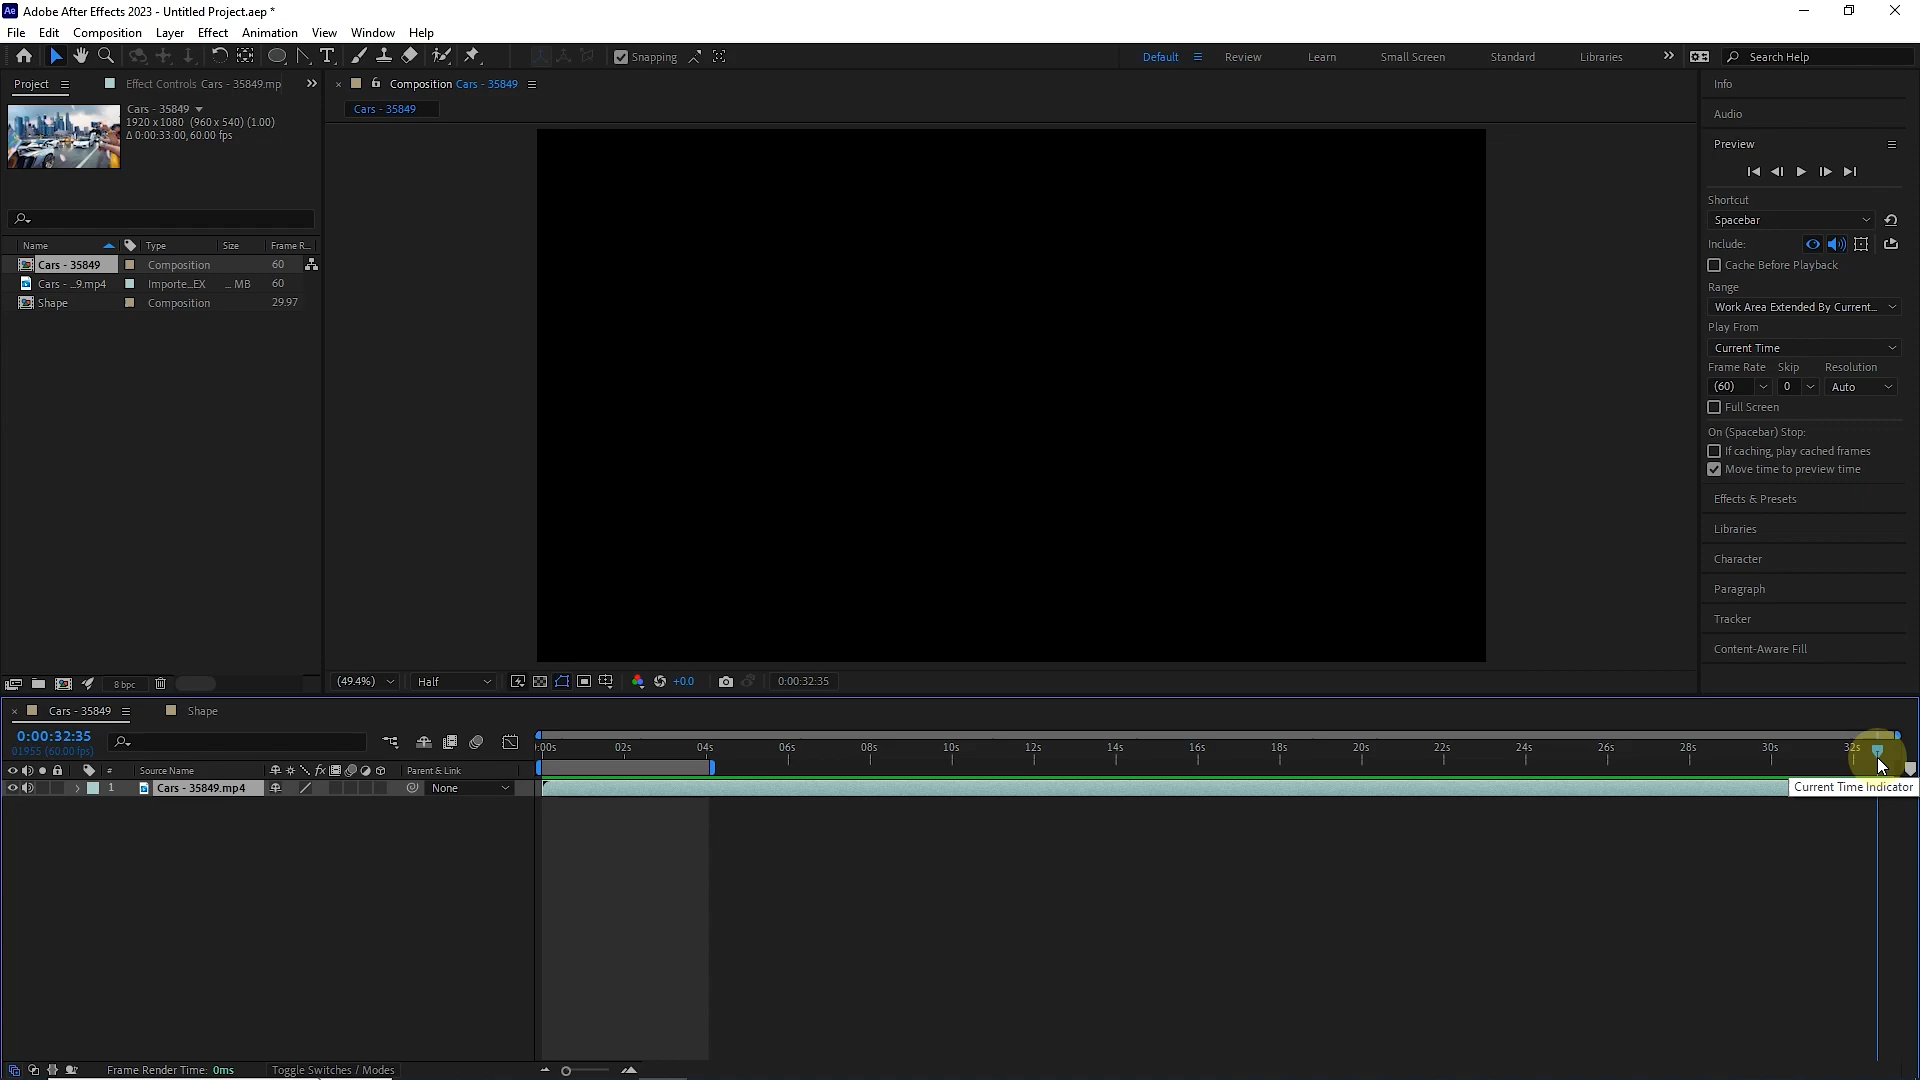 Adobe After Effects 2023 - Untitled Project.aep *
File Edit Composition Layer Effect Animation View Window Help
Snapping
Default Review Learn Small Screen Standard Libraries Search Help
Project Effect Controls Cars - 35849.mp
Composition Cars - 35849
Cars - 35849
Cars - 35849
1920 x 1080 (960 x 540) (1.00)
Δ 0:00:33:00, 60.00 fps
Name Type Size Frame R...
Cars - 35849 Composition 60
Cars - ...9.mp4 Importe...EX ... MB 60
Shape Composition 29.97
8 bpc
(49.4%) Half +0.0 0:00:32:35
Info
Audio
Preview
Shortcut
Spacebar
Include:
Cache Before Playback
Range
Work Area Extended By Current...
Play From
Current Time
Frame Rate Skip Resolution
(60) 0 Auto
Full Screen
On (Spacebar) Stop:
If caching, play cached frames
Move time to preview time
Effects & Presets
Libraries
Character
Paragraph
Tracker
Content-Aware Fill
Cars - 35849 Shape
0:00:32:35
01955 (60.00 fps)
:00s 02s 04s 06s 08s 10s 12s 14s 16s 18s 20s 22s 24s 26s 28s 30s 32s
# Source Name fx Parent & Link
1 Cars - 35849.mp4 None
Current Time Indicator
Frame Render Time: 0ms Toggle Switches / Modes